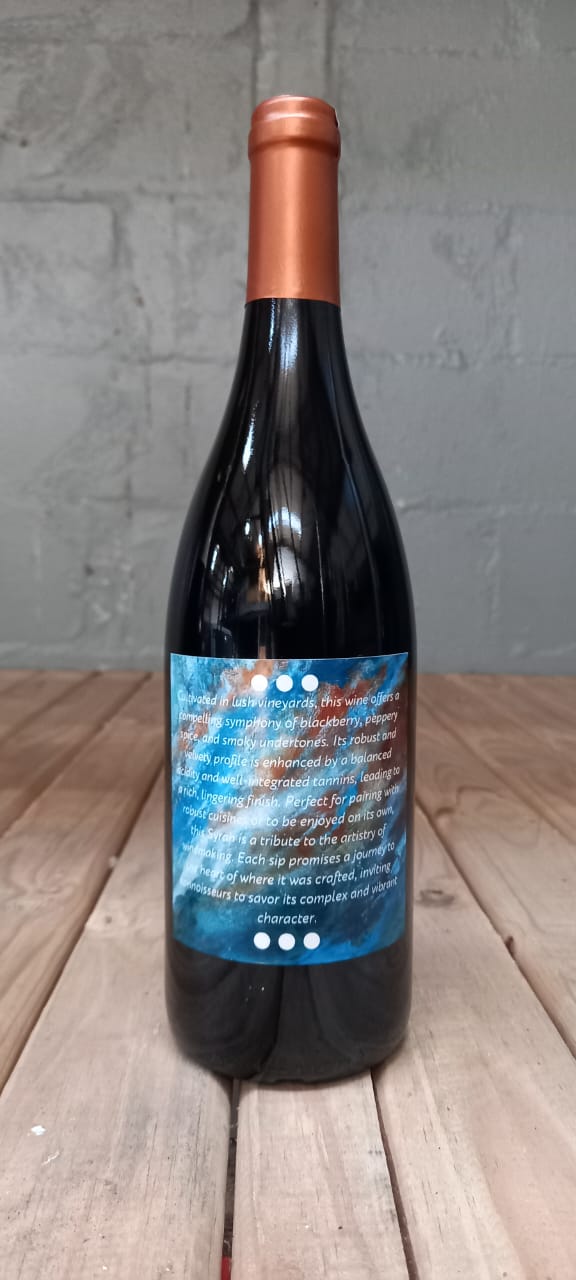 Cultivated in lush vineyards, this wine offers a
compelling symphony of blackberry, peppery
spice, and smoky undertones. Its robust and
velvety profile is enhanced by a balanced
acidity and well-integrated tannins, leading to
a rich, lingering finish. Perfect for pairing with
robust cuisines or to be enjoyed on its own,
this Syrah is a tribute to the artistry of
winemaking. Each sip promises a journey to
the heart of where it was crafted, inviting
connoisseurs to savor its complex and vibrant
character.